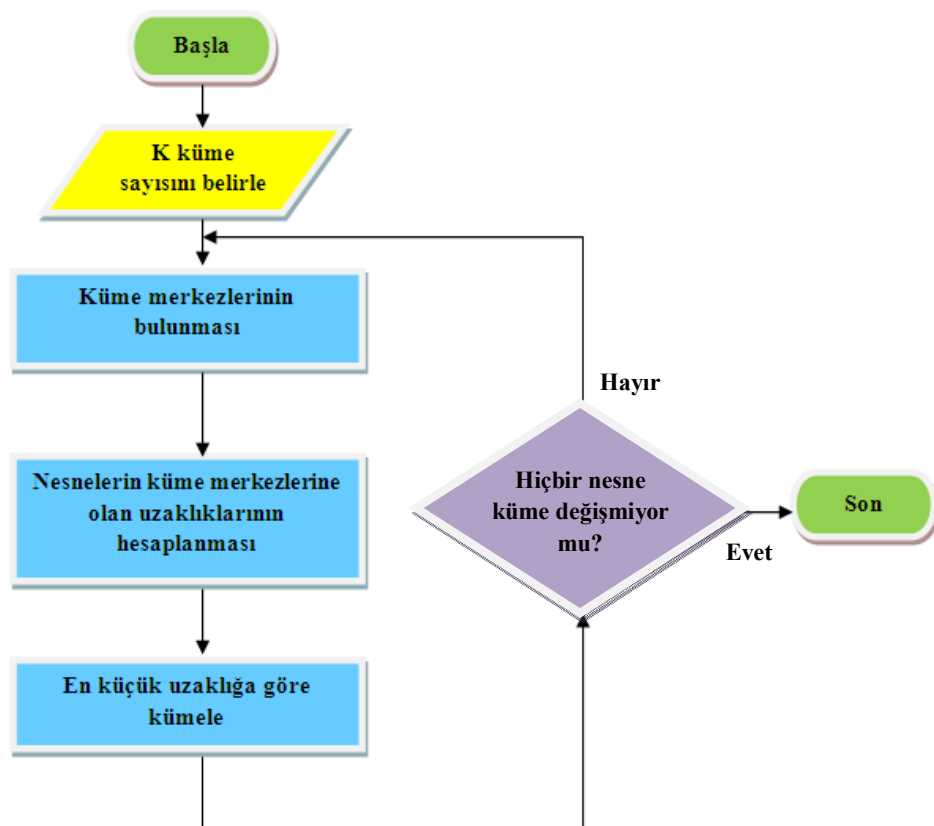 Başla
K küme
sayısını belirle
Küme merkezlerinin
bulunması
Nesnelerin küme merkezlerine
olan uzaklıklarının
hesaplanması
En küçük uzaklığa göre
kümele
Hayır
Hiçbir nesne
küme değişmiyor
mu?
Evet
Son